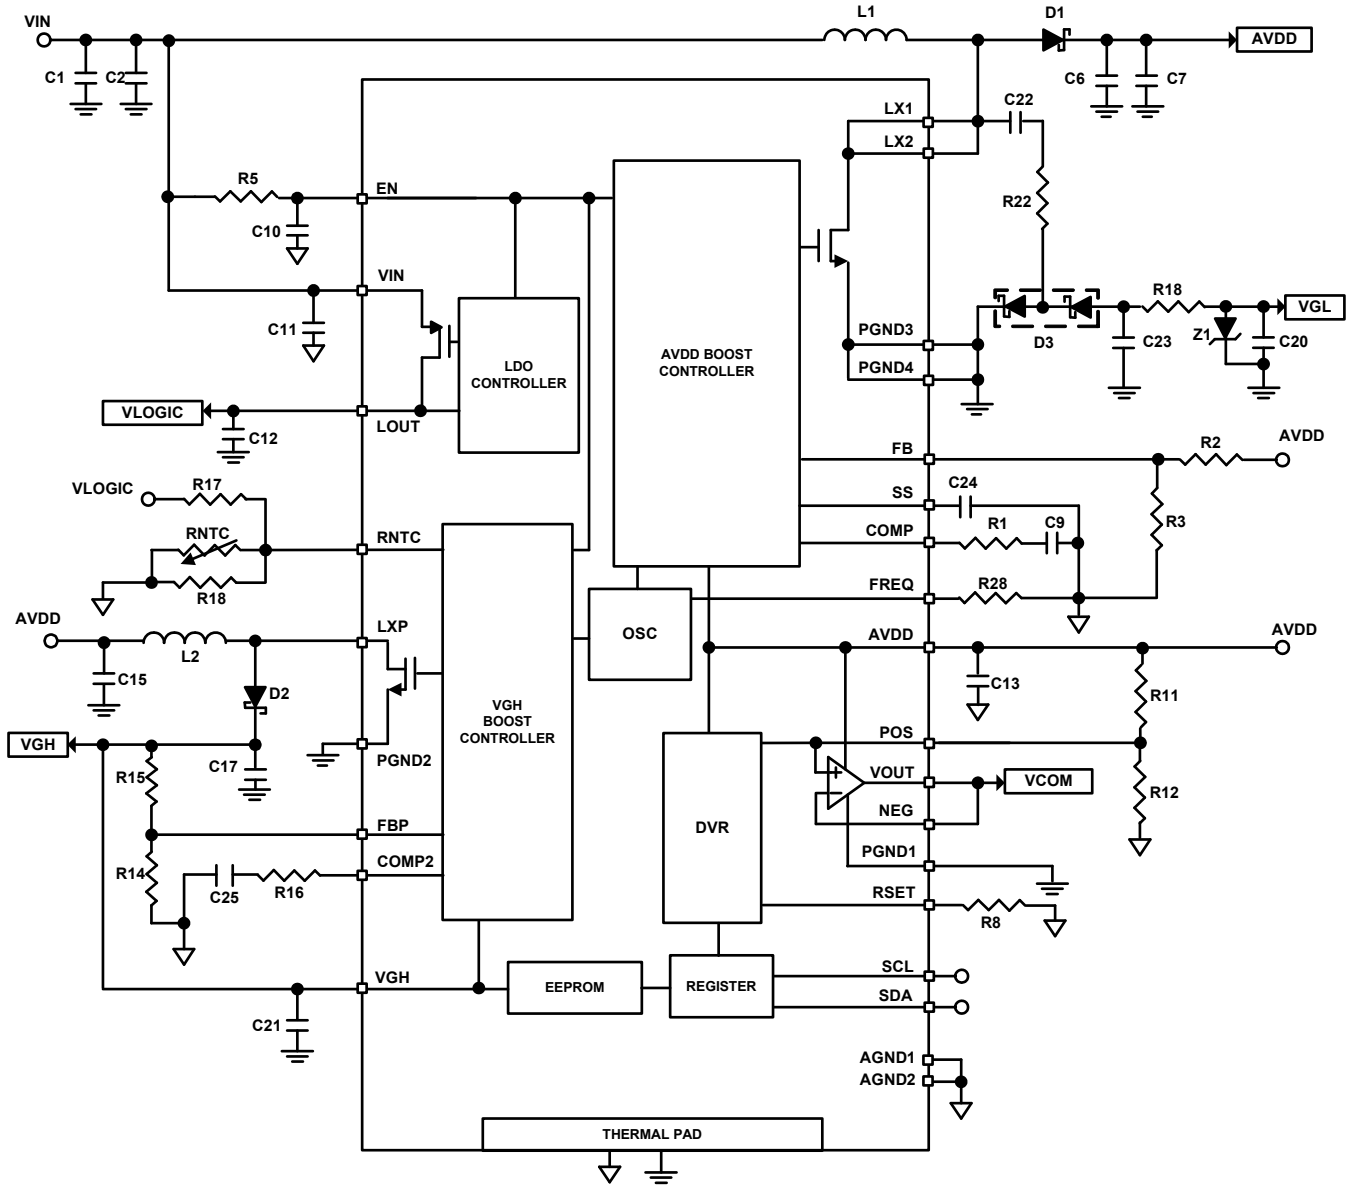 VIN
L1
D1
AVDD
C1
C2
C6
C7
LX1
C22
LX2
R5
EN
R22
C10
VIN
R18
VGL
C11
PGND3
D3
C23
Z1
C20
AVDD BOOST
CONTROLLER
LDO
CONTROLLER
PGND4
VLOGIC
LOUT
C12
FB
R2
AVDD
VLOGIC
R17
SS
C24
R3
RNTC
RNTC
COMP
R1
C9
R18
FREQ
R28
AVDD
LXP
OSC
AVDD
AVDD
L2
C15
D2
C13
R11
VGH
BOOST
CONTROLLER
VGH
PGND2
POS
R15
C17
VOUT
VCOM
R12
NEG
DVR
FBP
PGND1
R14
COMP2
C25
R16
RSET
R8
VGH
EEPROM
REGISTER
SCL
SDA
C21
AGND1
AGND2
THERMAL PAD